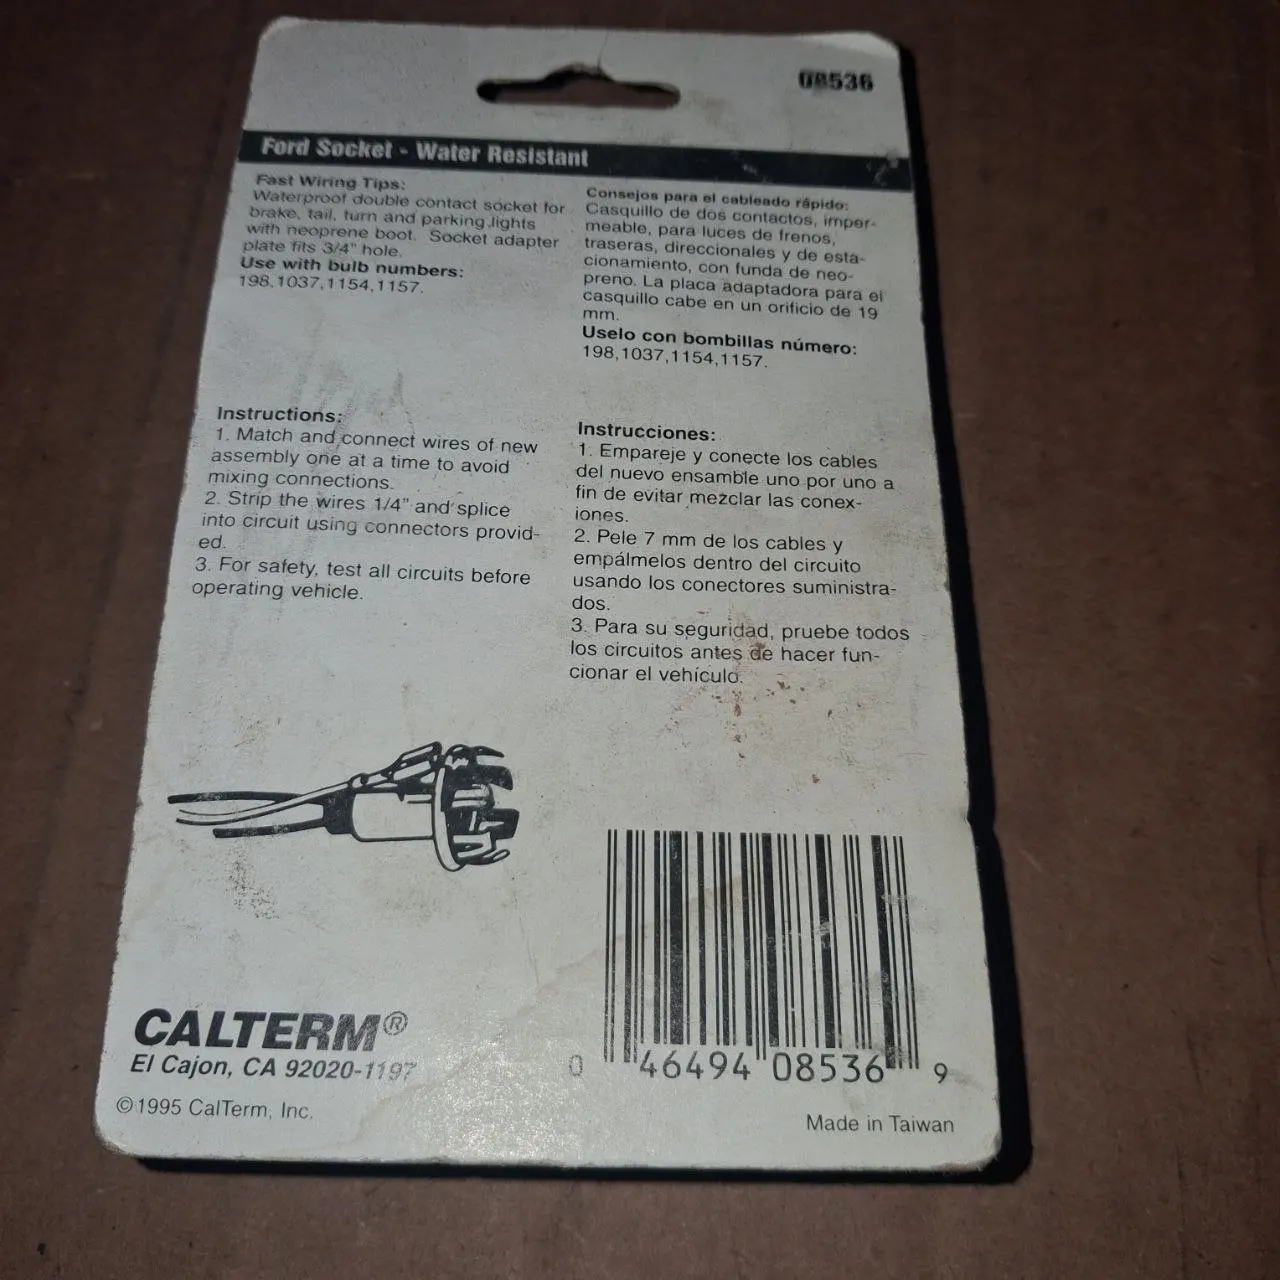 08536
Ford Socket - Water Resistant
Fast Wiring Tips:
Waterproof double contact socket for
brake, tail, turn and parking lights
with neoprene boot. Socket adapter
plate fits 3/4" hole.
Use with bulb numbers:
198,1037,1154,1157.
Consejos para el cableado rápido:
Casquillo de dos contactos, imper-
meable, para luces de frenos,
traseras, direccionales y de esta-
cionamiento, con funda de neo-
preno. La placa adaptadora para el
casquillo cabe en un orificio de 19
mm.
Uselo con bombillas número:
198,1037,1154,1157.
Instructions:
1. Match and connect wires of new
assembly one at a time to avoid
mixing connections.
2. Strip the wires 1/4" and splice
into circuit using connectors provid-
ed.
3. For safety, test all circuits before
operating vehicle.
Instrucciones:
1. Empareje y conecte los cables
del nuevo ensamble uno por uno a
fin de evitar mezclar las conex-
iones.
2. Pele 7 mm de los cables y
empálmelos dentro del circuito
usando los conectores suministra-
dos.
3. Para su seguridad, pruebe todos
los circuitos antes de hacer fun-
cionar el vehículo.
CALTERM®
El Cajon, CA 92020-1197
©1995 CalTerm, Inc.
0 46494 08536 9
Made in Taiwan